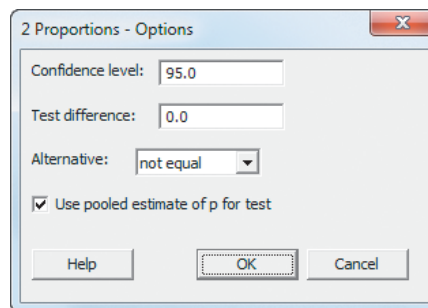 2 Proportions - Options
Confidence level: 95.0
Test difference: 0.0
Alternative: not equal
Use pooled estimate of p for test
Help OK Cancel